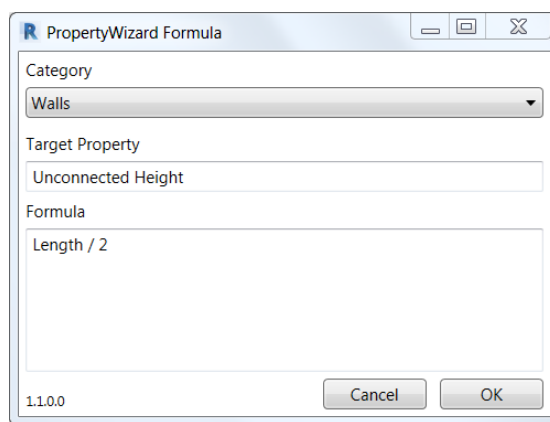 R PropertyWizard Formula
Category
Walls
Target Property
Unconnected Height
Formula
Length / 2
1.1.0.0
Cancel
OK